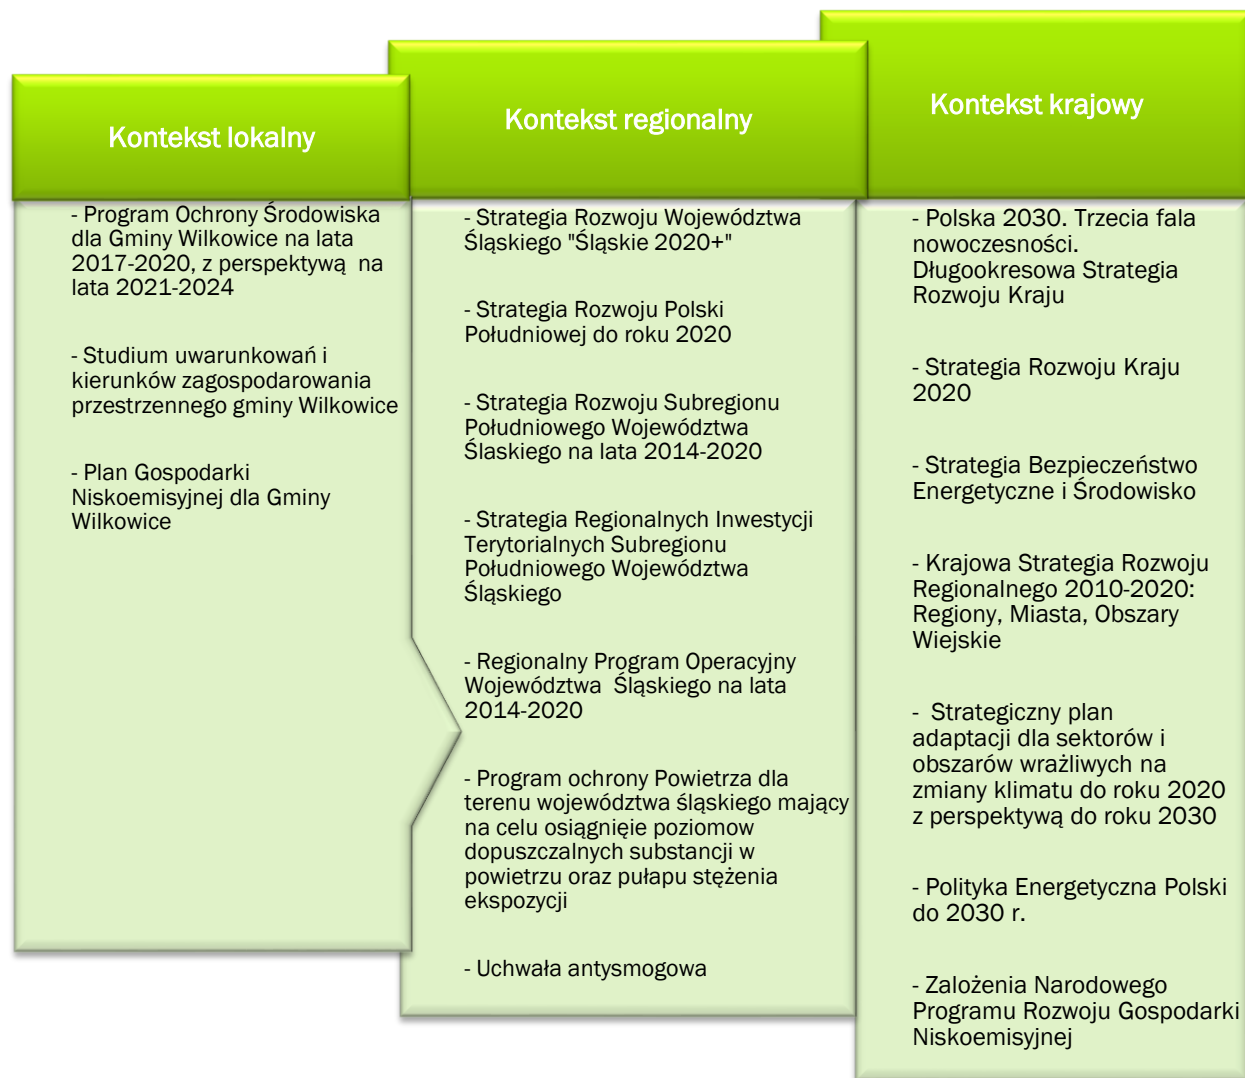 Kontekst lokalny
- Program Ochrony Środowiska
dla Gminy Wilkowice na lata
2017-2020, z perspektywą na
lata 2021-2024
- Studium uwarunkowań i
kierunków zagospodarowania
przestrzennego gminy Wilkowice
- Plan Gospodarki
Niskoemisyjnej dla Gminy
Wilkowice
Kontekst regionalny
- Strategia Rozwoju Województwa
Śląskiego "Śląskie 2020+"
- Strategia Rozwoju Polski
Południowej do roku 2020
- Strategia Rozwoju Subregionu
Południowego Województwa
Ślaskiego na lata 2014-2020
- Strategia Regionalnych Inwestycji
Terytorialnych Subregionu
Południowego Województwa
Śląskiego
- Regionalny Program Operacyjny
Województwa Śląskiego na lata
2014-2020
- Program ochrony Powietrza dla
terenu województwa śląskiego mający
na celu osiągnięie poziomow
dopuszczalnych substancji w
powietrzu oraz pułapu stężenia
ekspozycji
- Uchwała antysmogowa
Kontekst krajowy
- Polska 2030. Trzecia fala
nowoczesności.
Długookresowa Strategia
Rozwoju Kraju
- Strategia Rozwoju Kraju
2020
- Strategia Bezpieczeństwo
Energetyczne i Środowisko
- Krajowa Strategia Rozwoju
Regionalnego 2010-2020:
Regiony, Miasta, Obszary
Wiejskie
- Strategiczny plan
adaptacji dla sektorów i
obszarów wrażliwych na
zmiany klimatu do roku 2020
z perspektywą do roku 2030
- Polityka Energetyczna Polski
do 2030 r.
- Zalożenia Narodowego
Programu Rozwoju Gospodarki
Niskoemisyjnej